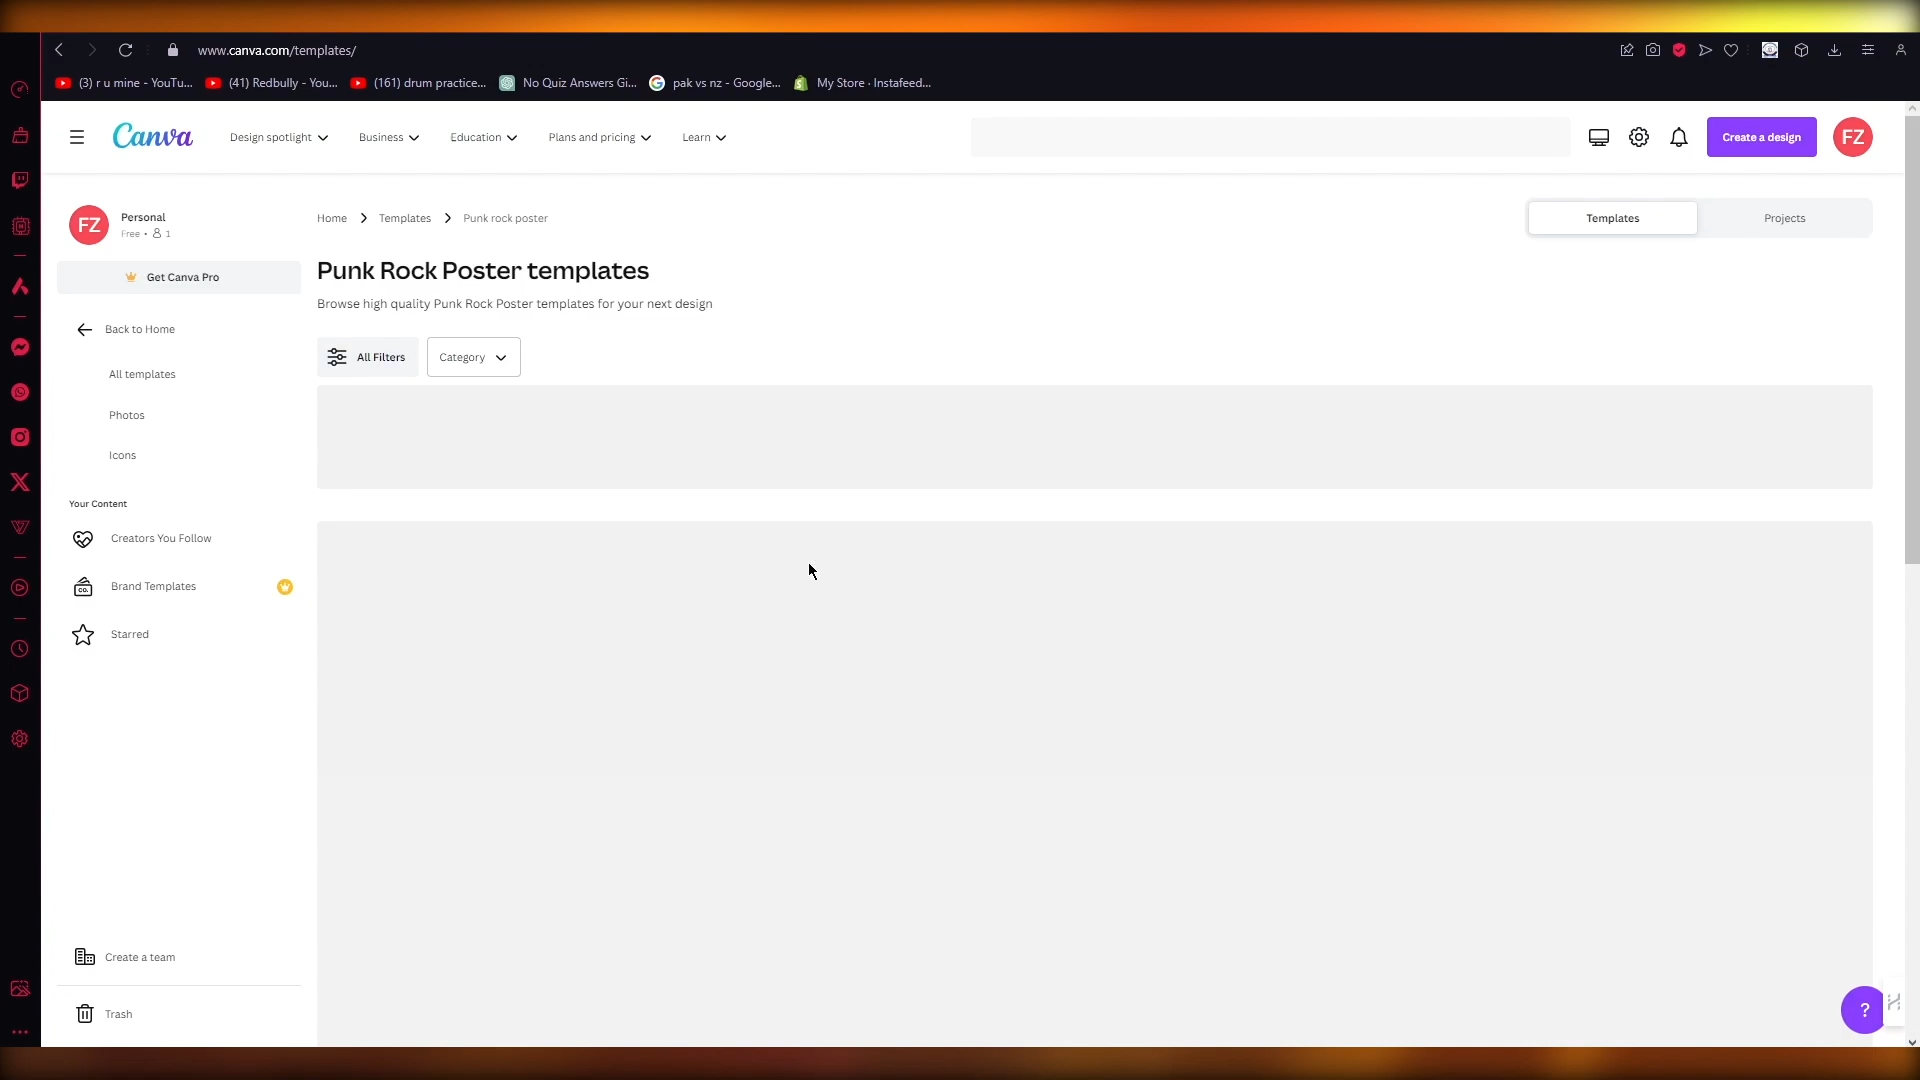 www.canva.com/templates/
(3) r u mine - YouTu...
(41) Redbully - You...
(161) drum practice...
No Quiz Answers Gi...
pak vs nz - Google...
My Store · Instafeed...
Canva
Design spotlight
Business
Education
Plans and pricing
Learn
Create a design
FZ
FZ
Personal
Free • 1
Home
Templates
Punk rock poster
Templates
Projects
Get Canva Pro
Punk Rock Poster templates
Browse high quality Punk Rock Poster templates for your next design
Back to Home
All Filters
Category
All templates
Photos
Icons
Your Content
Creators You Follow
CO.
Brand Templates
Starred
Create a team
Trash
?